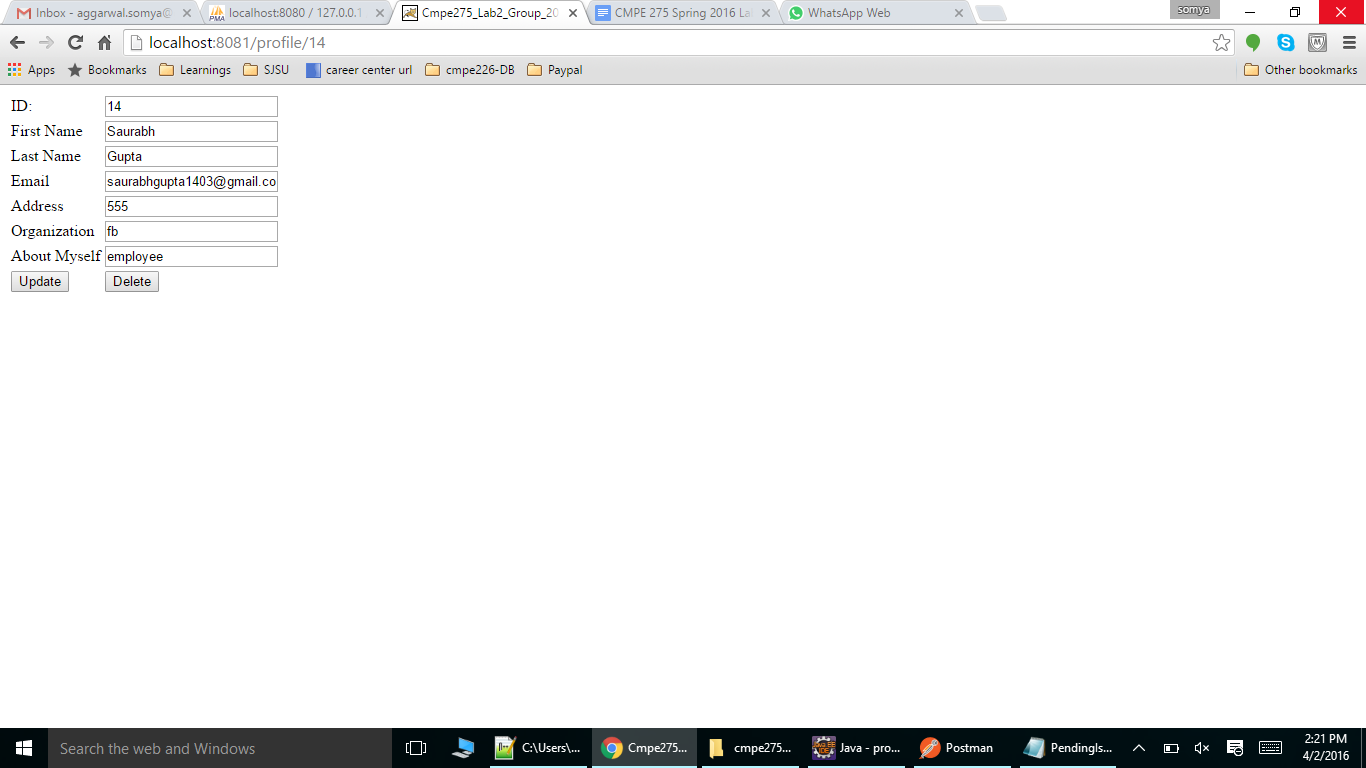 somya
Inbox - aggarwal.somya@
localhost:8080 / 127.0.0.1
Cmpe275_Lab2_Group_20
CMPE 275 Spring 2016 La
WhatsApp Web
localhost:8081/profile/14
Apps
Bookmarks
Learnings
SJSU
career center url
cmpe226-DB
Paypal
Other bookmarks
ID: 14
First Name Saurabh
Last Name Gupta
Email saurabhgupta1403@gmail.co
Address 555
Organization fb
About Myself employee
Update Delete
Search the web and Windows
C:\Users\...
Cmpe275...
cmpe275...
Java - pro...
Postman
PendingIs...
2:21 PM
4/2/2016